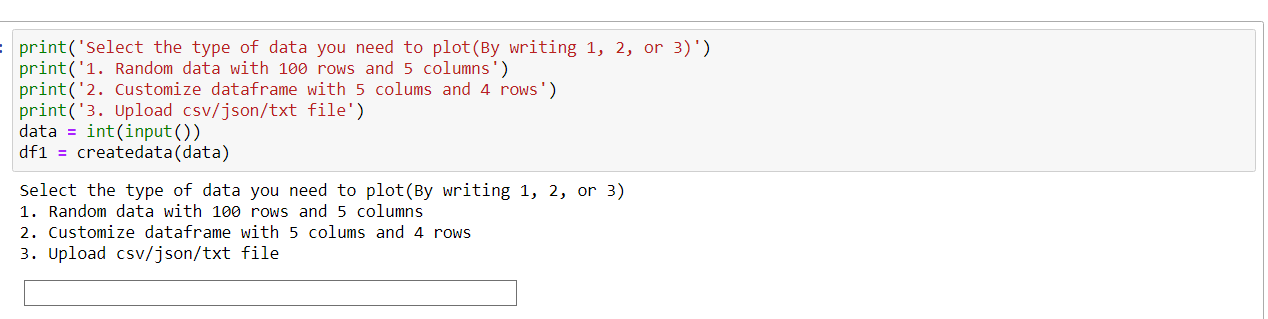 print('Select the type of data you need to plot(By writing 1, 2, or 3)')
print('1. Random data with 100 rows and 5 columns')
print('2. Customize dataframe with 5 colums and 4 rows')
print('3. Upload csv/json/txt file')
data = int(input())
df1 = createdata(data)
Select the type of data you need to plot(By writing 1, 2, or 3)
1. Random data with 100 rows and 5 columns
2. Customize dataframe with 5 colums and 4 rows
3. Upload csv/json/txt file